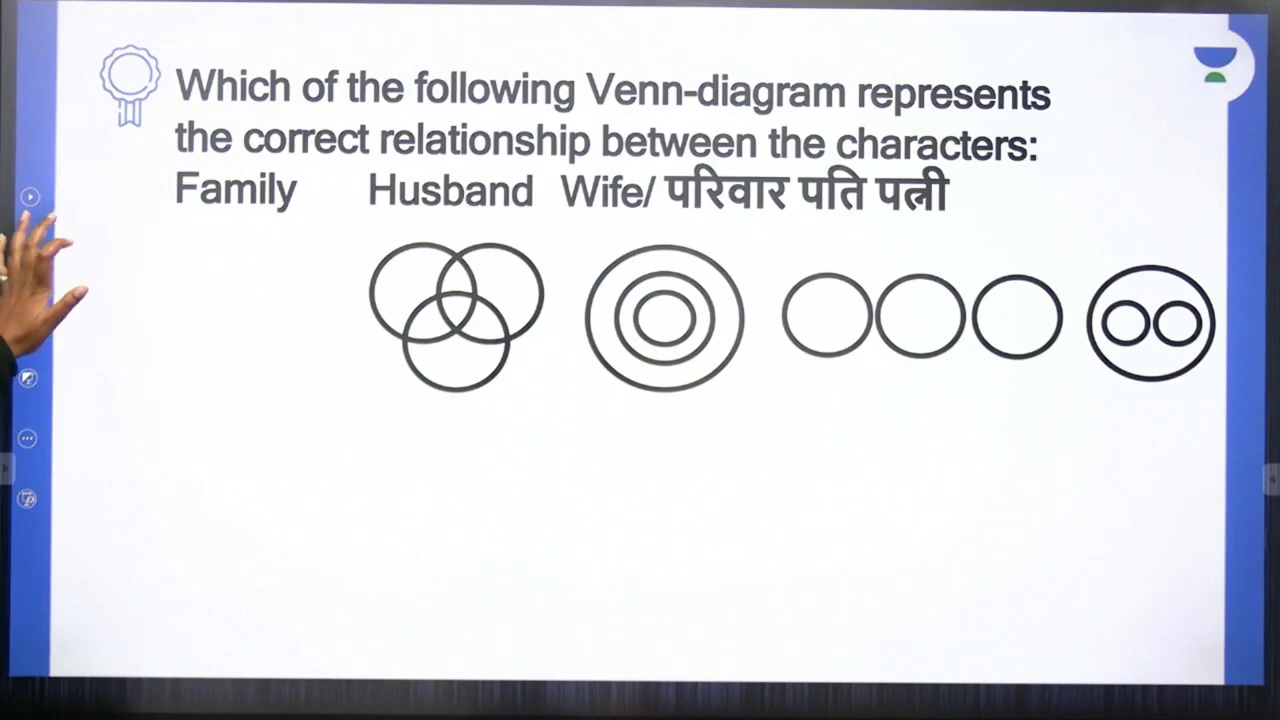 Which of the following Venn-diagram represents
the correct relationship between the characters:
Family Husband Wife/ परिवार पति पत्नी